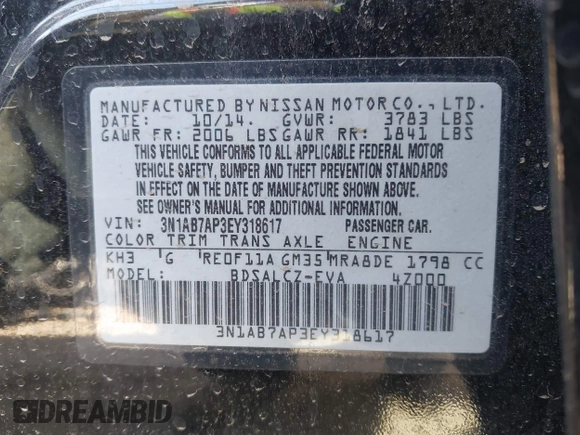 MANUFACTURED BY NISSAN MOTOR CO., LTD.
DATE: 10/14. GVWR: 3783 LBS
GAWR FR: 2006 LBS GAWR RR: 1841 LBS
THIS VEHICLE CONFORMS TO ALL APPLICABLE FEDERAL MOTOR
VEHICLE SAFETY, BUMPER AND THEFT PREVENTION STANDARDS
IN EFFECT ON THE DATE OF MANUFACTURE SHOWN ABOVE.
SEE OWNER'S MANUAL FOR ADDITIONAL INFORMATION.
VIN: 3N1AB7AP3EY318617 PASSENGER CAR.
COLOR TRIM TRANS AXLE ENGINE
KH3 G RE0F11A GM35 MRA8DE 1798 CC
MODEL: BDSALCZ-EVA 4Z000
3N1AB7AP3EY318617
DREAMBID